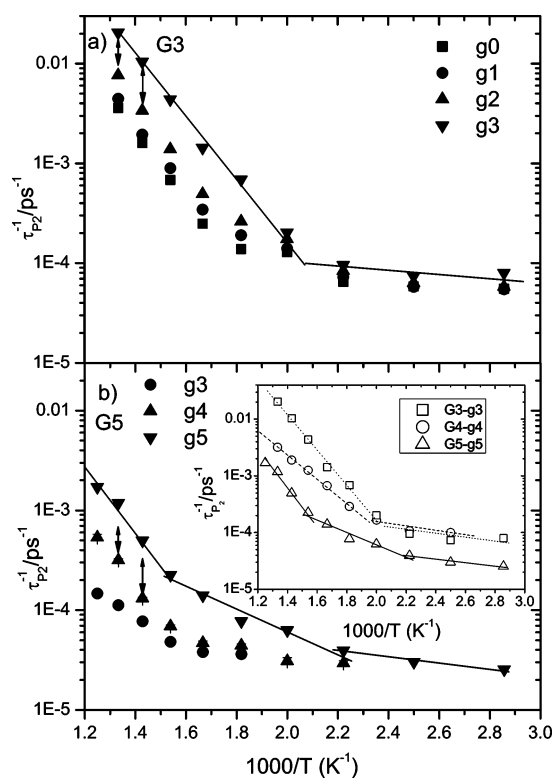 a)
G3
g0
g1
g2
g3
0.01
1E-3
1E-4
1E-5
τ⁻¹P2/ps⁻¹
b)
G5
g3
g4
g5
0.01
1E-3
1E-4
1E-5
τ⁻¹P2/ps⁻¹
1.2 1.4 1.6 1.8 2.0 2.2 2.4 2.6 2.8 3.0
1000/T (K⁻¹)
G3-g3
G4-g4
G5-g5
0.01
1E-3
1E-4
1E-5
τ⁻¹P2/ps⁻¹
1.2 1.4 1.6 1.8 2.0 2.2 2.4 2.6 2.8 3.0
1000/T (K⁻¹)